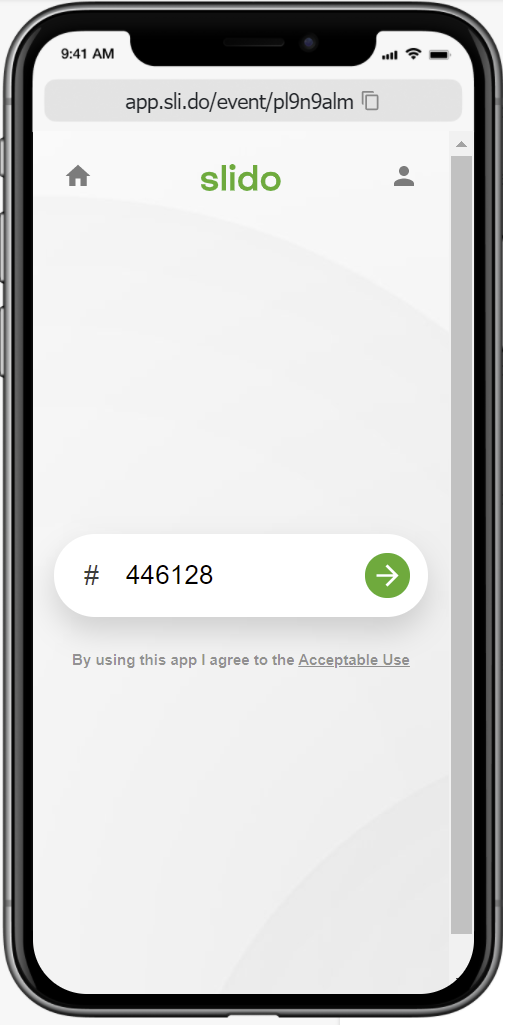 9:41 AM
app.sli.do/event/pl9n9alm
slido
# 446128
By using this app I agree to the Acceptable Use